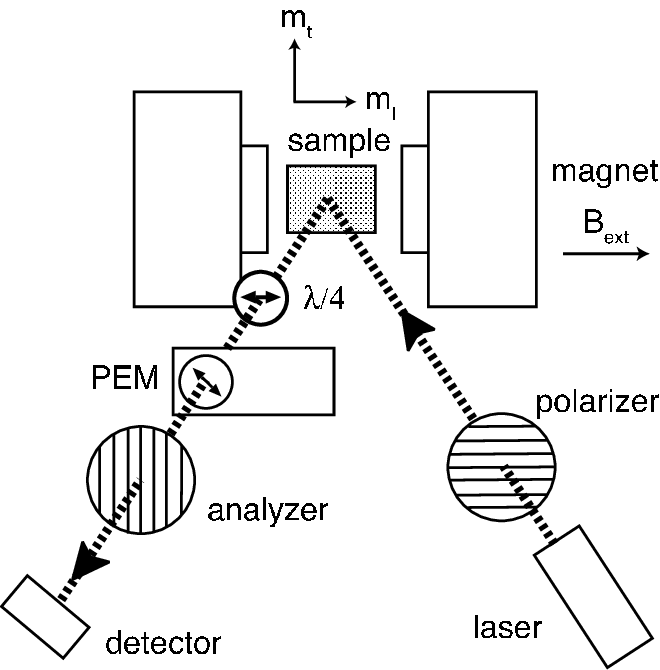 m_t
m_l
sample
magnet
B_ext
λ/4
PEM
polarizer
analyzer
laser
detector